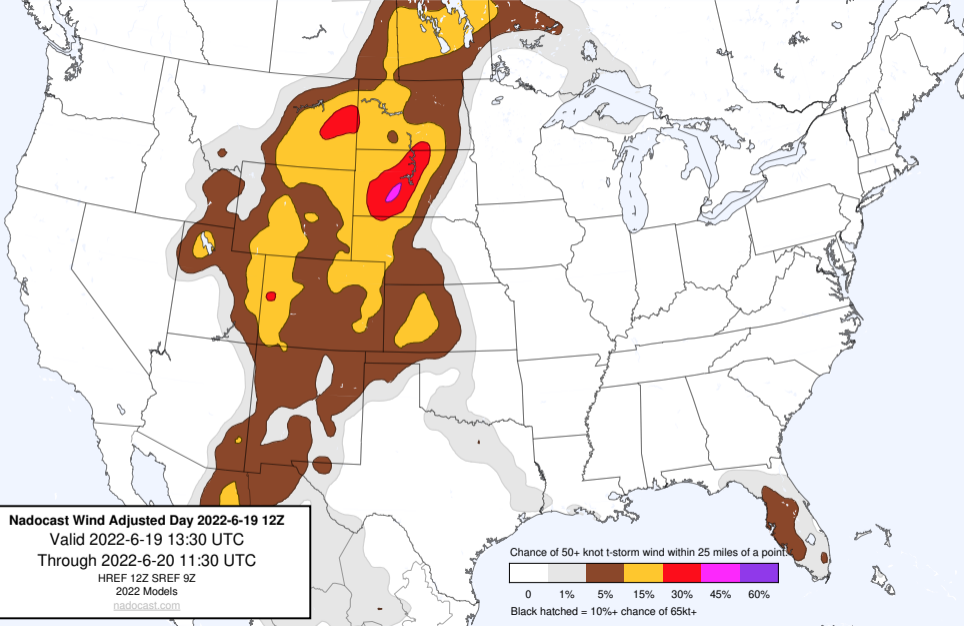 Nadocast Wind Adjusted Day 2022-6-19 12Z
Valid 2022-6-19 13:30 UTC
Through 2022-6-20 11:30 UTC
HREF 12Z SREF 9Z
2022 Models
nadocast.com
Chance of 50+ knot t-storm wind within 25 miles of a point.
0 1% 5% 15% 30% 45% 60%
Black hatched = 10%+ chance of 65kt+